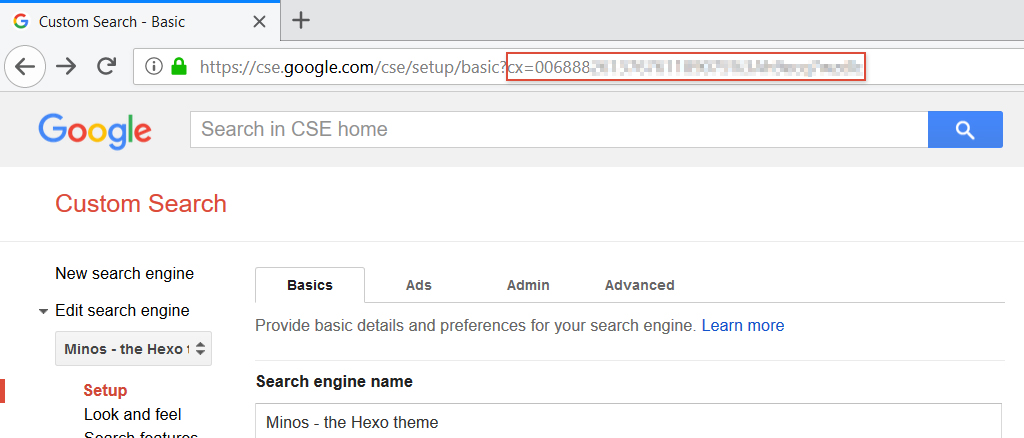 Custom Search - Basic
https://cse.google.com/cse/setup/basic?cx=006888
Google
Search in CSE home
Custom Search
New search engine
Edit search engine
Minos - the Hexo
Setup
Look and feel
Search features
Basics
Ads
Admin
Advanced
Provide basic details and preferences for your search engine. Learn more
Search engine name
Minos - the Hexo theme